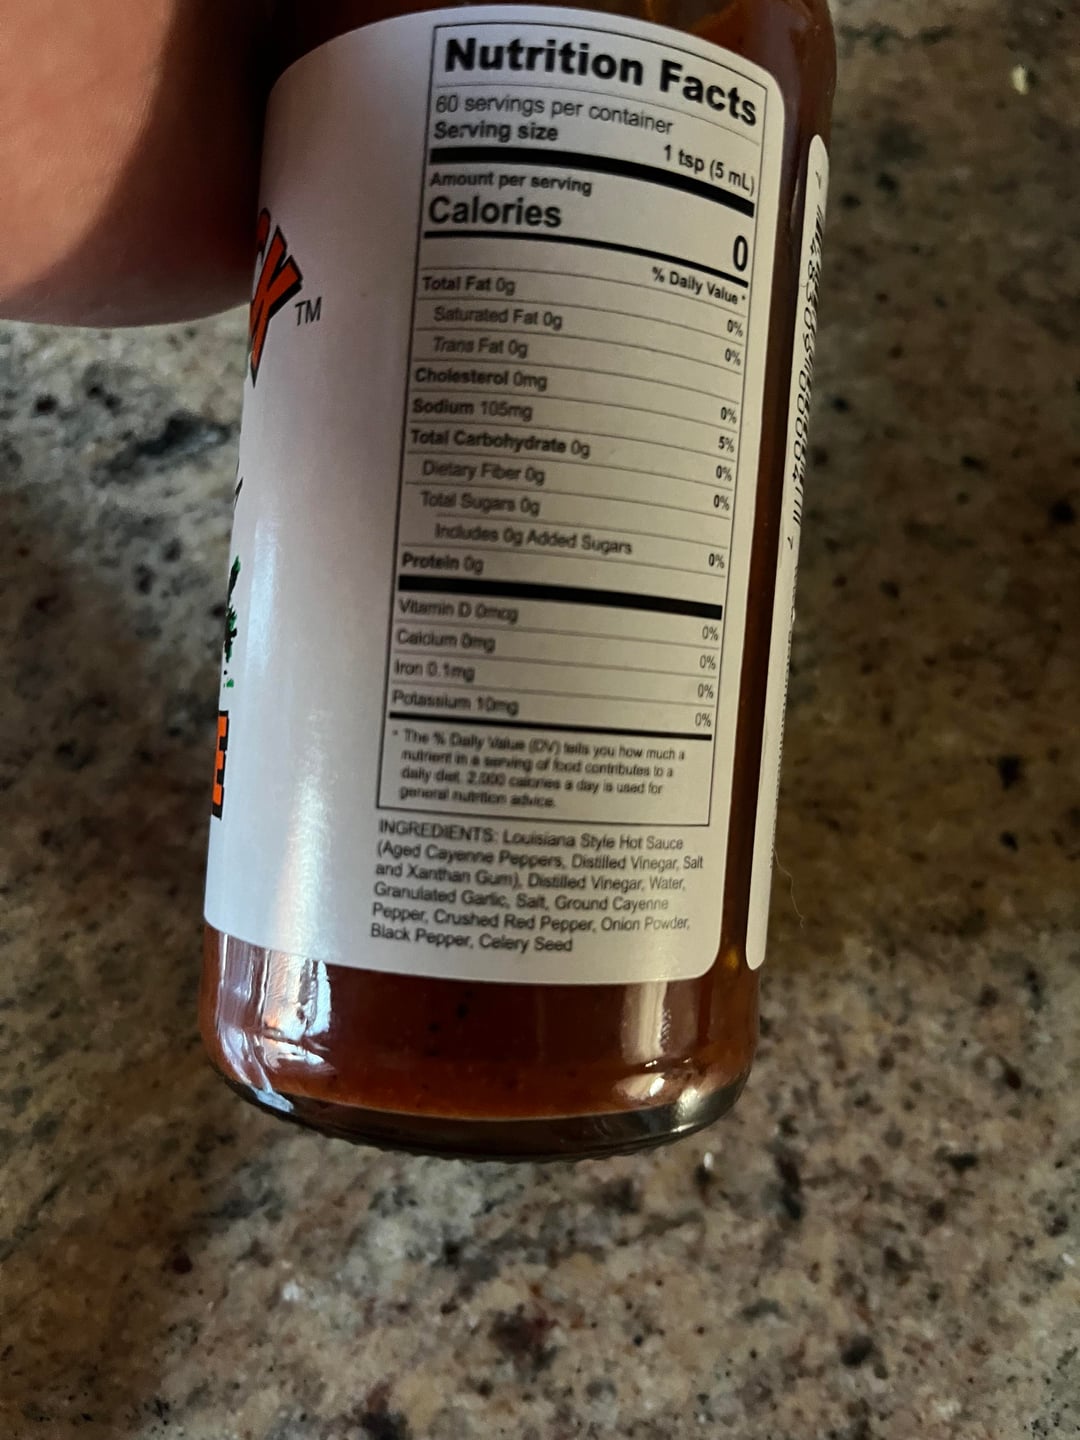 Nutrition Facts
60 servings per container
Serving size 1 tsp (5 mL)
Amount per serving
Calories 0
% Daily Value *
Total Fat 0g 0%
Saturated Fat 0g 0%
Trans Fat 0g
Cholesterol 0mg 0%
Sodium 105mg 5%
Total Carbohydrate 0g 0%
Dietary Fiber 0g 0%
Total Sugars 0g
Includes 0g Added Sugars 0%
Protein 0g
Vitamin D 0mcg 0%
Calcium 0mg 0%
Iron 0.1mg 0%
Potassium 10mg 0%
* The % Daily Value (DV) tells you how much a
nutrient in a serving of food contributes to a
daily diet. 2,000 calories a day is used for
general nutrition advice.
INGREDIENTS: Louisiana Style Hot Sauce
(Aged Cayenne Peppers, Distilled Vinegar, Salt
and Xanthan Gum), Distilled Vinegar, Water,
Granulated Garlic, Salt, Ground Cayenne
Pepper, Crushed Red Pepper, Onion Powder,
Black Pepper, Celery Seed
TM